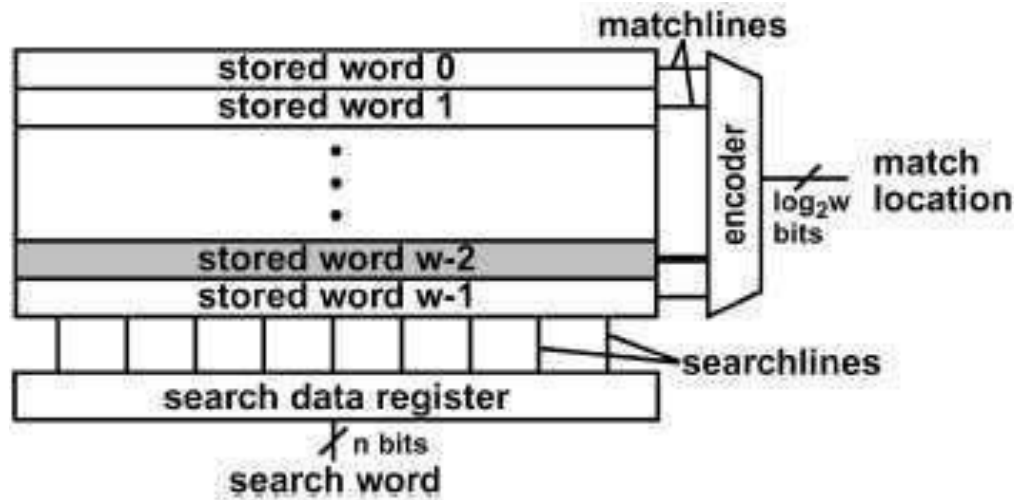 matchlines
stored word 0
stored word 1
encoder
match
location
log₂w
bits
stored word w-2
stored word w-1
searchlines
search data register
n bits
search word